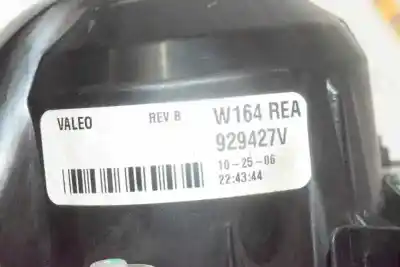 VALEO REV B W164 REA
929427V
10-25-06
22:43:44